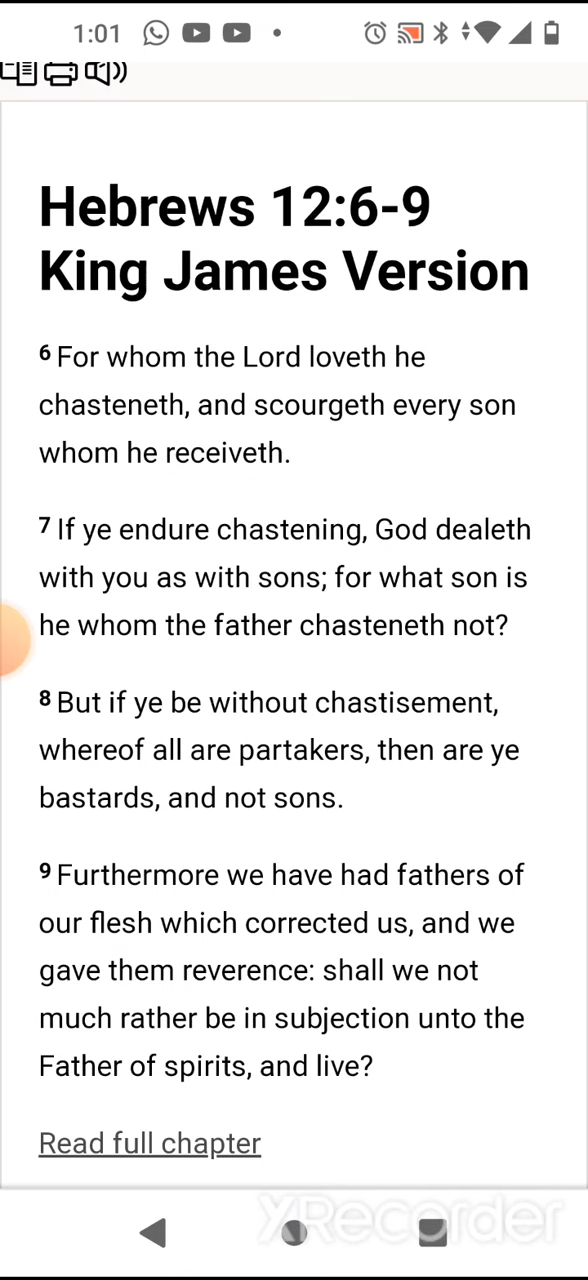 1:01
Hebrews 12:6-9
King James Version
6 For whom the Lord loveth he
chasteneth, and scourgeth every son
whom he receiveth.
7 If ye endure chastening, God dealeth
with you as with sons; for what son is
he whom the father chasteneth not?
8 But if ye be without chastisement,
whereof all are partakers, then are ye
bastards, and not sons.
9 Furthermore we have had fathers of
our flesh which corrected us, and we
gave them reverence: shall we not
much rather be in subjection unto the
Father of spirits, and live?
Read full chapter
XRecorder